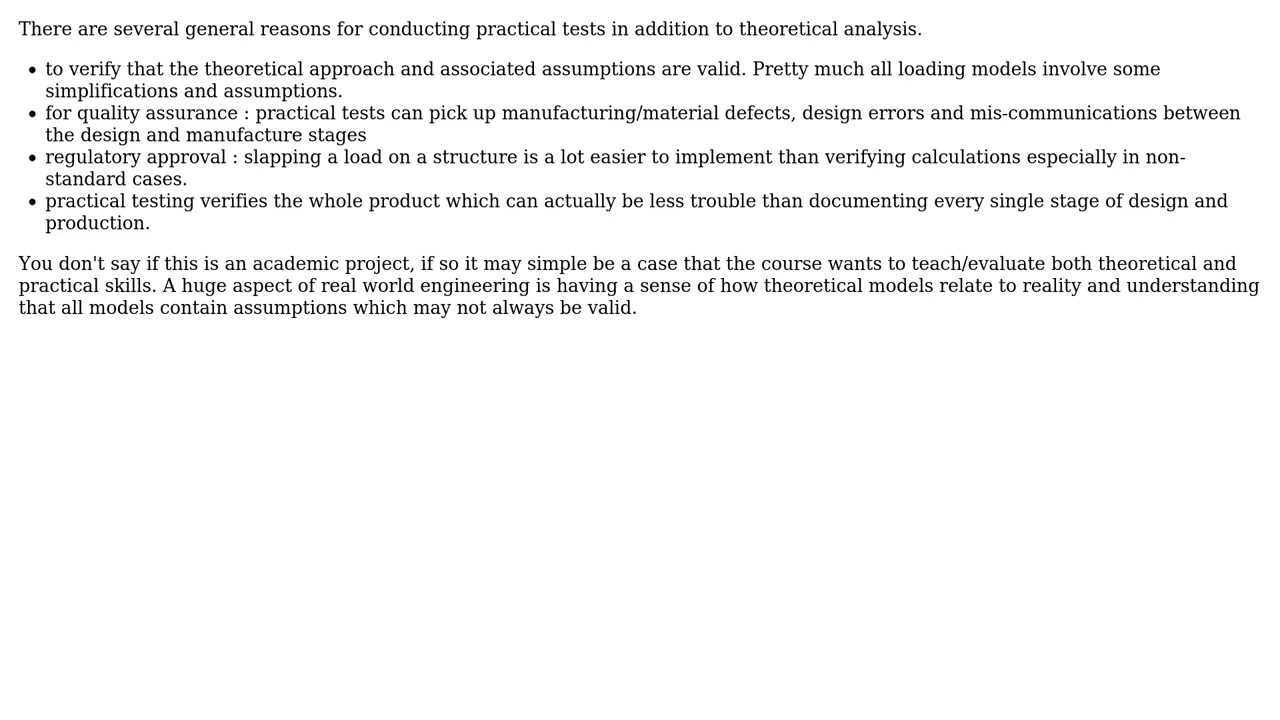 There are several general reasons for conducting practical tests in addition to theoretical analysis.
• to verify that the theoretical approach and associated assumptions are valid. Pretty much all loading models involve some
simplifications and assumptions.
• for quality assurance : practical tests can pick up manufacturing/material defects, design errors and mis-communications between
the design and manufacture stages
• regulatory approval : slapping a load on a structure is a lot easier to implement than verifying calculations especially in non-
standard cases.
• practical testing verifies the whole product which can actually be less trouble than documenting every single stage of design and
production.
You don't say if this is an academic project, if so it may simple be a case that the course wants to teach/evaluate both theoretical and
practical skills. A huge aspect of real world engineering is having a sense of how theoretical models relate to reality and understanding
that all models contain assumptions which may not always be valid.